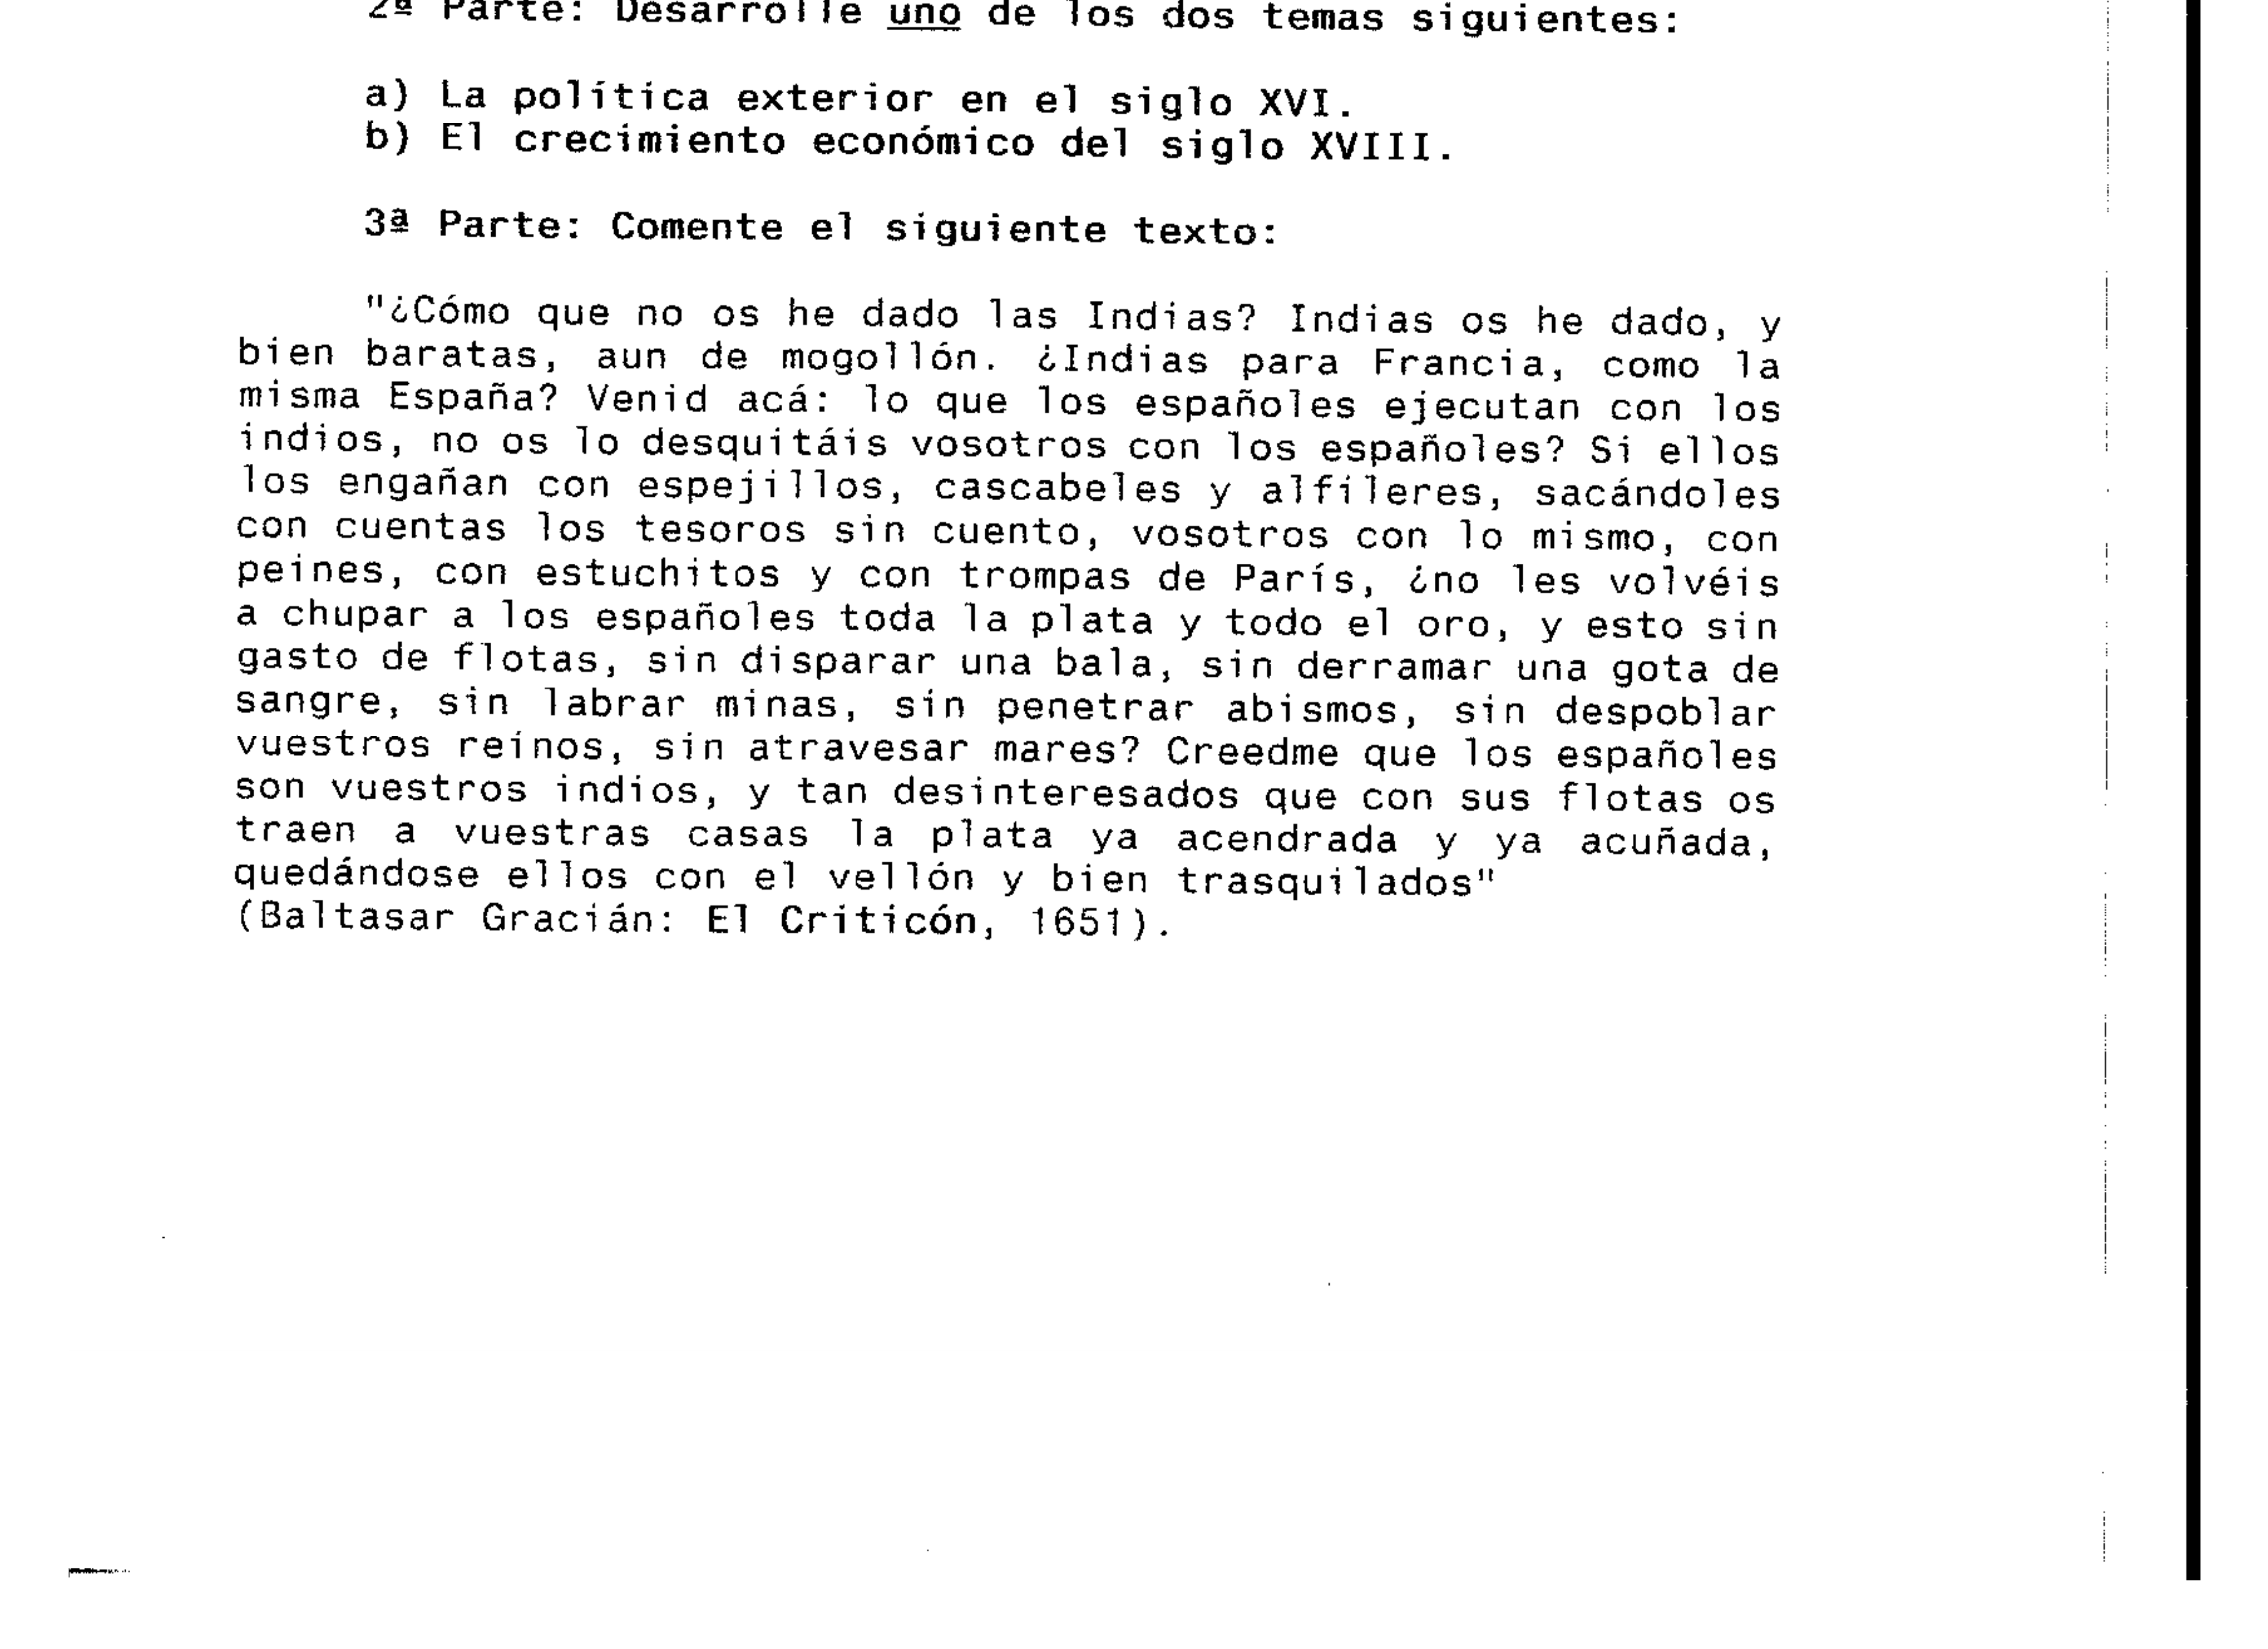 2ª Parte: Desarrolle uno de los dos temas siguientes:
a) La política exterior en el siglo XVI.
b) El crecimiento económico del siglo XVIII.
3ª Parte: Comente el siguiente texto:
"¿Cómo que no os he dado las Indias? Indias os he dado, y
bien baratas, aun de mogollón. ¿Indias para Francia, como la
misma España? Venid acá: lo que los españoles ejecutan con los
indios, no os lo desquitáis vosotros con los españoles? Si ellos
los engañan con espejillos, cascabeles y alfileres, sacándoles
con cuentas los tesoros sin cuento, vosotros con lo mismo, con
peines, con estuchitos y con trompas de París, ¿no les volvéis
a chupar a los españoles toda la plata y todo el oro, y esto sin
gasto de flotas, sin disparar una bala, sin derramar una gota de
sangre, sin labrar minas, sin penetrar abismos, sin despoblar
vuestros reinos, sin atravesar mares? Creedme que los españoles
son vuestros indios, y tan desinteresados que con sus flotas os
traen a vuestras casas la plata ya acendrada y ya acuñada,
quedándose ellos con el vellón y bien trasquilados"
(Baltasar Gracián: El Criticón, 1651).